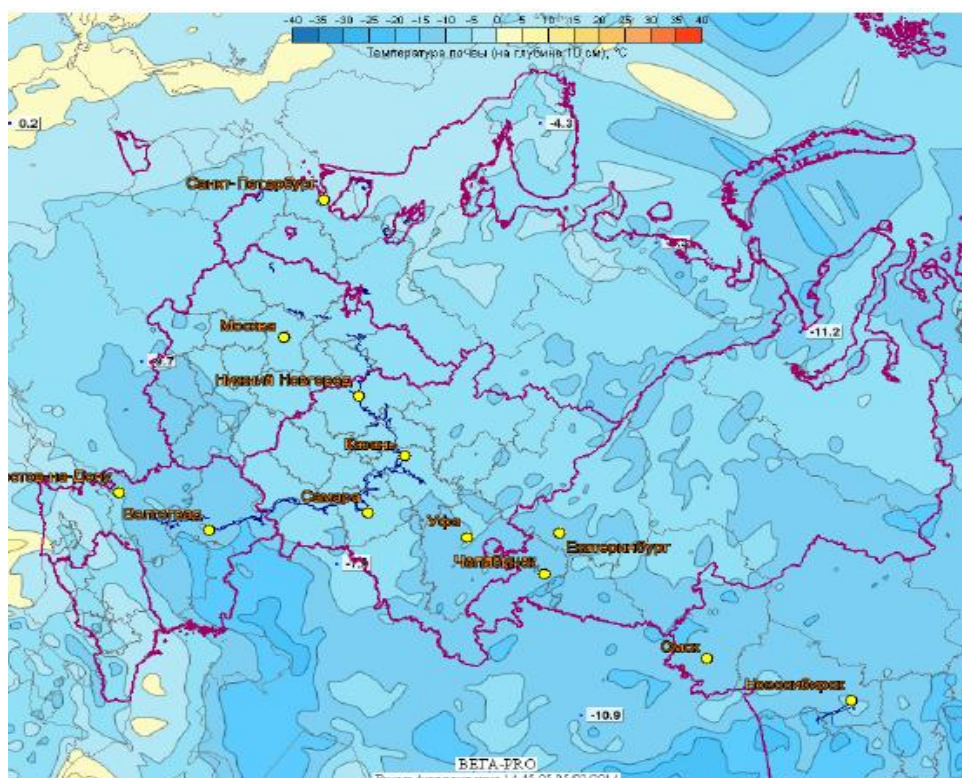 -40 -35 -30 -25 -20 -15 -10 -5 0 5 10 15 20 25 30 35 40
Температура почвы (на глубине 10 см), °C
0.2
-4.3
Санкт-Петербург
-11.2
Москва
Нижний Новгород
Казань
Самара
Волгоград
Уфа
Екатеринбург
Челябинск
Омск
Новосибирск
-10.9
ВЕГА-PRO